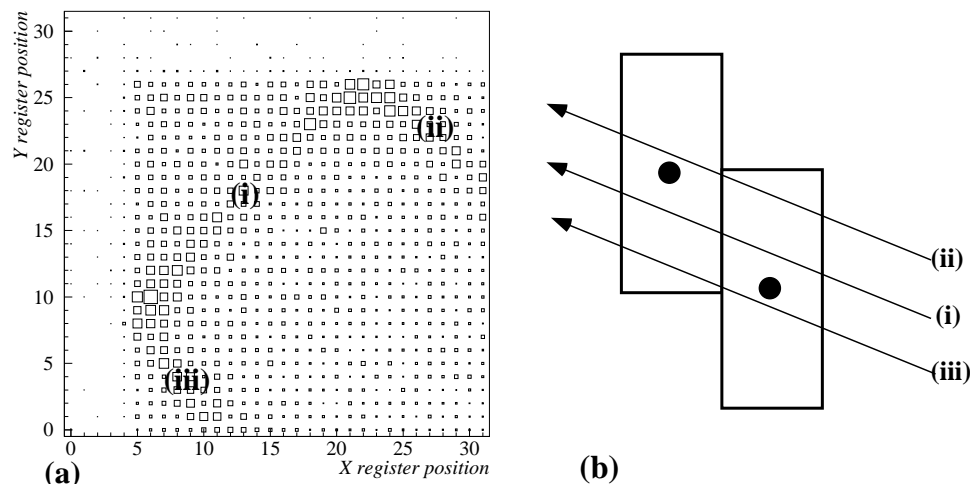 Y register position
30
25
20
15
10
5
0
(ii)
(i)
(iii)
0 5 10 15 20 25 30
X register position
(a)
(ii)
(i)
(iii)
(b)